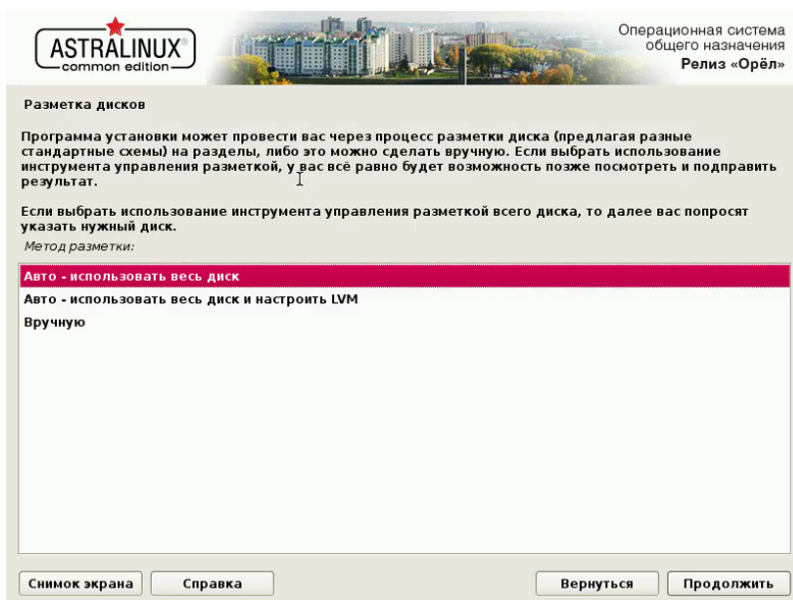 ASTRALINUX
common edition
Операционная система
общего назначения
Релиз «Орёл»
Разметка дисков
Программа установки может провести вас через процесс разметки диска (предлагая разные
стандартные схемы) на разделы, либо это можно сделать вручную. Если выбрать использование
инструмента управления разметкой, у вас всё равно будет возможность позже посмотреть и подправить
результат.
Если выбрать использование инструмента управления разметкой всего диска, то далее вас попросят
указать нужный диск.
Метод разметки:
Авто - использовать весь диск
Авто - использовать весь диск и настроить LVM
Вручную
Снимок экрана
Справка
Вернуться
Продолжить